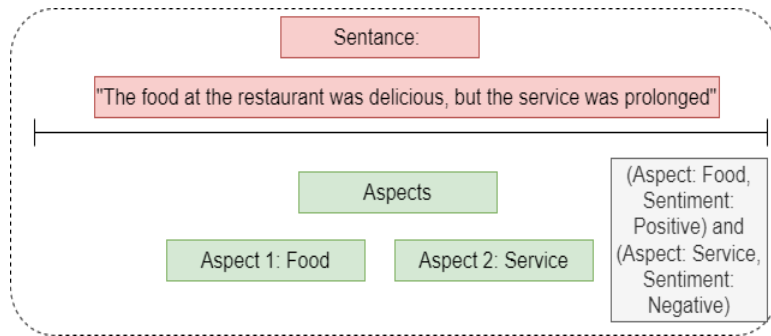 Sentance:
"The food at the restaurant was delicious, but the service was prolonged"
Aspects
Aspect 1: Food
Aspect 2: Service
(Aspect: Food,
Sentiment:
Positive) and
(Aspect: Service,
Sentiment:
Negative)